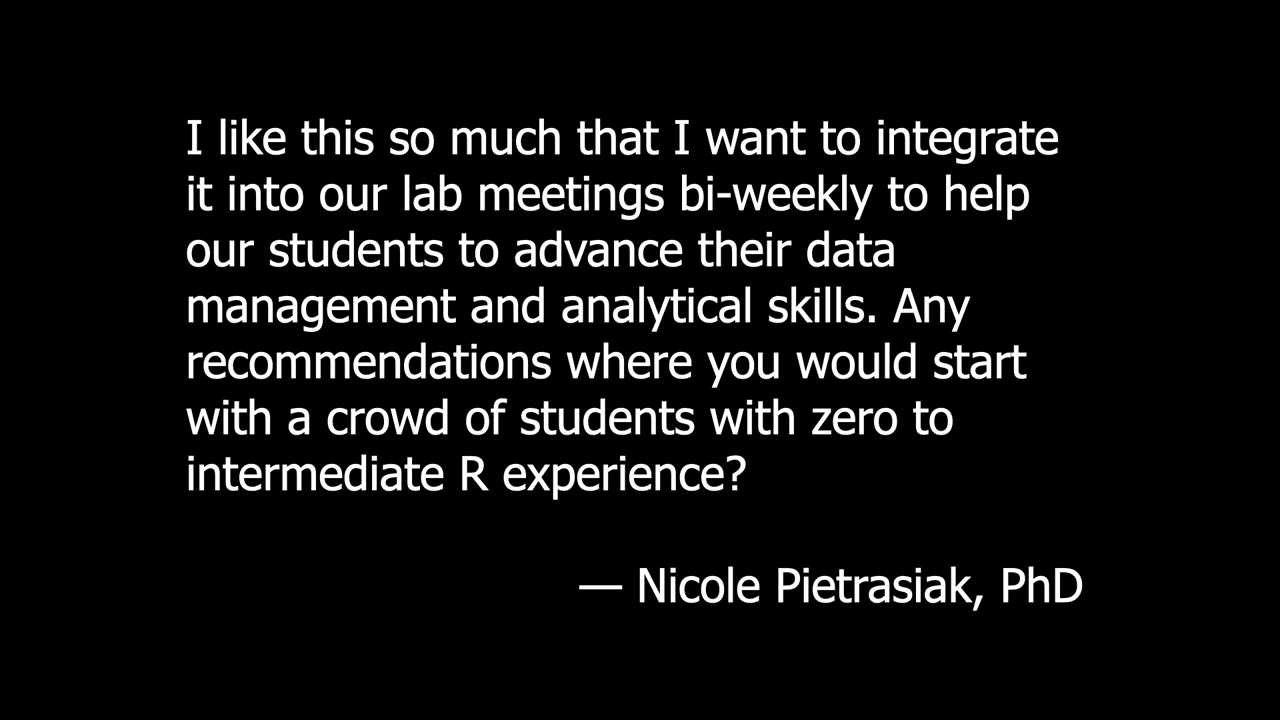 I like this so much that I want to integrate
it into our lab meetings bi-weekly to help
our students to advance their data
management and analytical skills. Any
recommendations where you would start
with a crowd of students with zero to
intermediate R experience?
— Nicole Pietrasiak, PhD